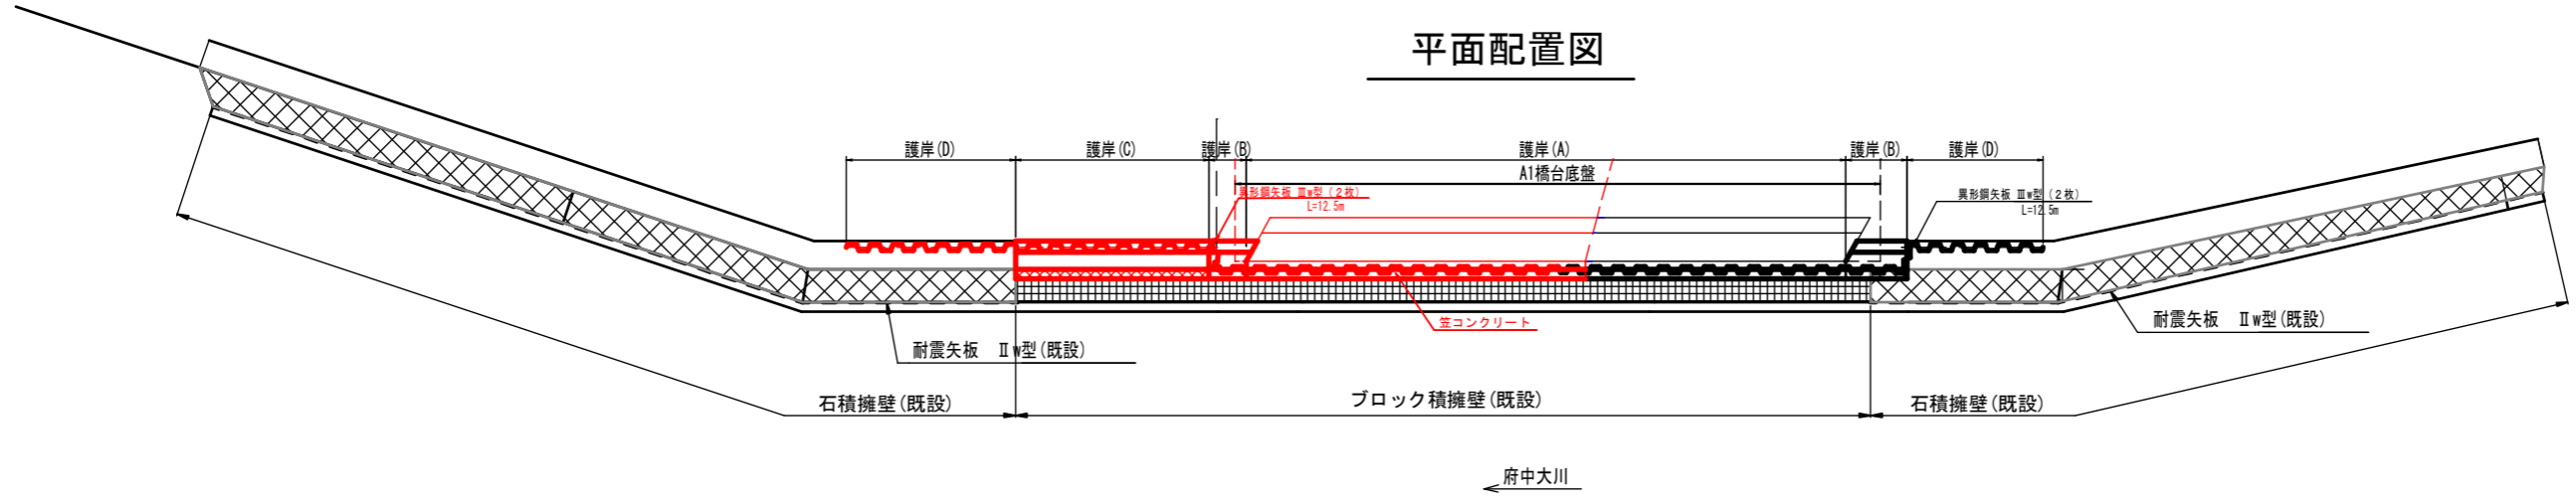 平面配置図
護岸(D)
護岸(C)
護岸(B)
護岸(A)
護岸(B)
護岸(D)
A1橋台底盤
異形鋼矢板 Ⅲw型(2枚)
L=12.5m
異形鋼矢板 Ⅲw型(2枚)
L=12.5m
笠コンクリート
耐震矢板 Ⅱw型(既設)
耐震矢板 Ⅱw型(既設)
石積擁壁(既設)
ブロック積擁壁(既設)
石積擁壁(既設)
府中大川